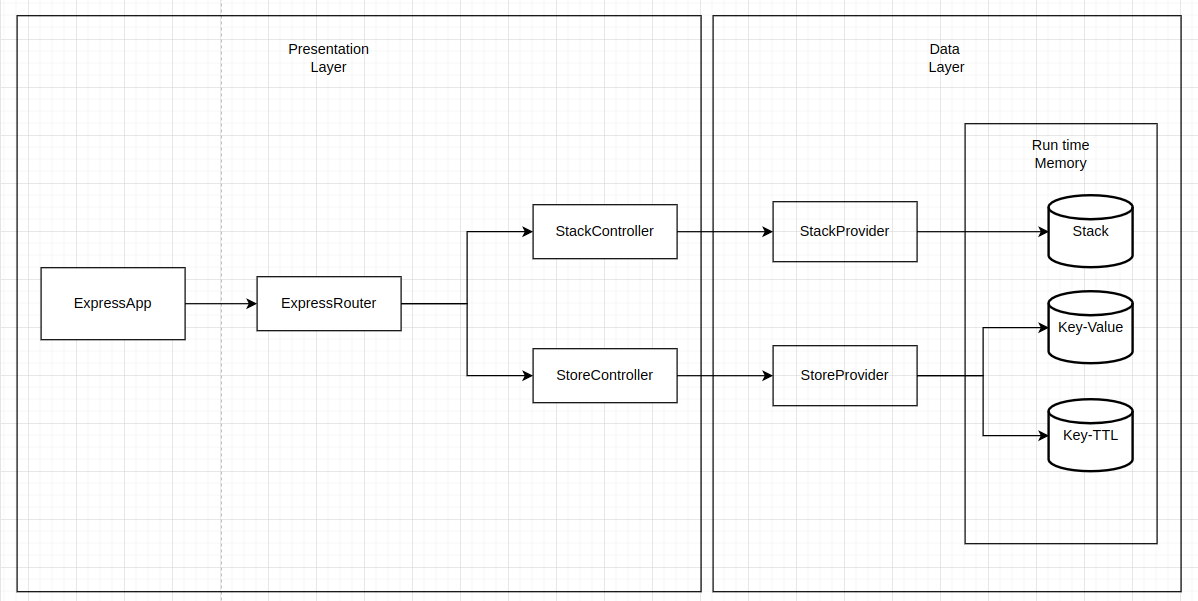 Presentation
Layer
Data
Layer
Run time
Memory
StackController
StackProvider
Stack
ExpressApp
ExpressRouter
Key-Value
StoreController
StoreProvider
Key-TTL